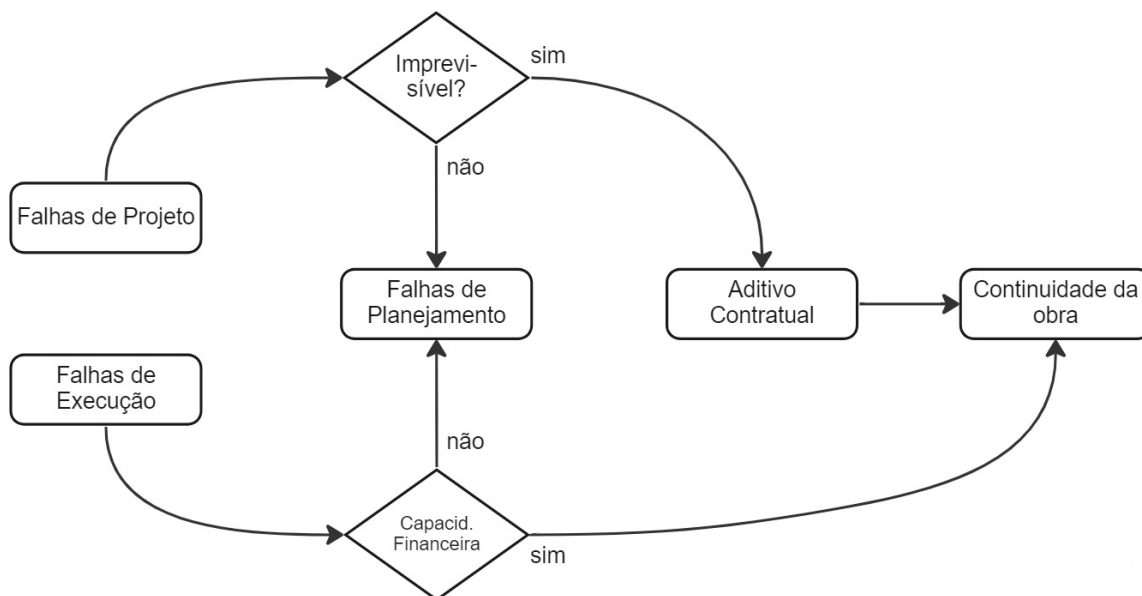 Imprevi-
sível?
sim
não
Falhas de Projeto
Falhas de
Planejamento
Aditivo
Contratual
Continuidade da
obra
Falhas de
Execução
não
Capacid.
Financeira
sim